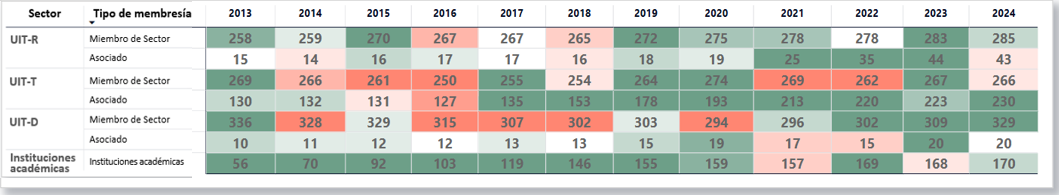 Sector Tipo de membresía 2013 2014 2015 2016 2017 2018 2019 2020 2021 2022 2023 2024
UIT-R Miembro de Sector 258 259 270 267 267 265 272 275 278 278 283 285
Asociado 15 14 16 17 17 16 18 19 25 35 44 43
UIT-T Miembro de Sector 269 266 261 250 255 254 264 274 269 262 267 266
Asociado 130 132 131 127 135 153 178 193 213 220 223 230
UIT-D Miembro de Sector 336 328 329 315 307 302 303 294 296 302 309 329
Asociado 10 11 12 12 13 13 15 19 17 15 20 20
Instituciones académicas Instituciones académicas 56 70 92 103 119 146 155 159 157 169 168 170